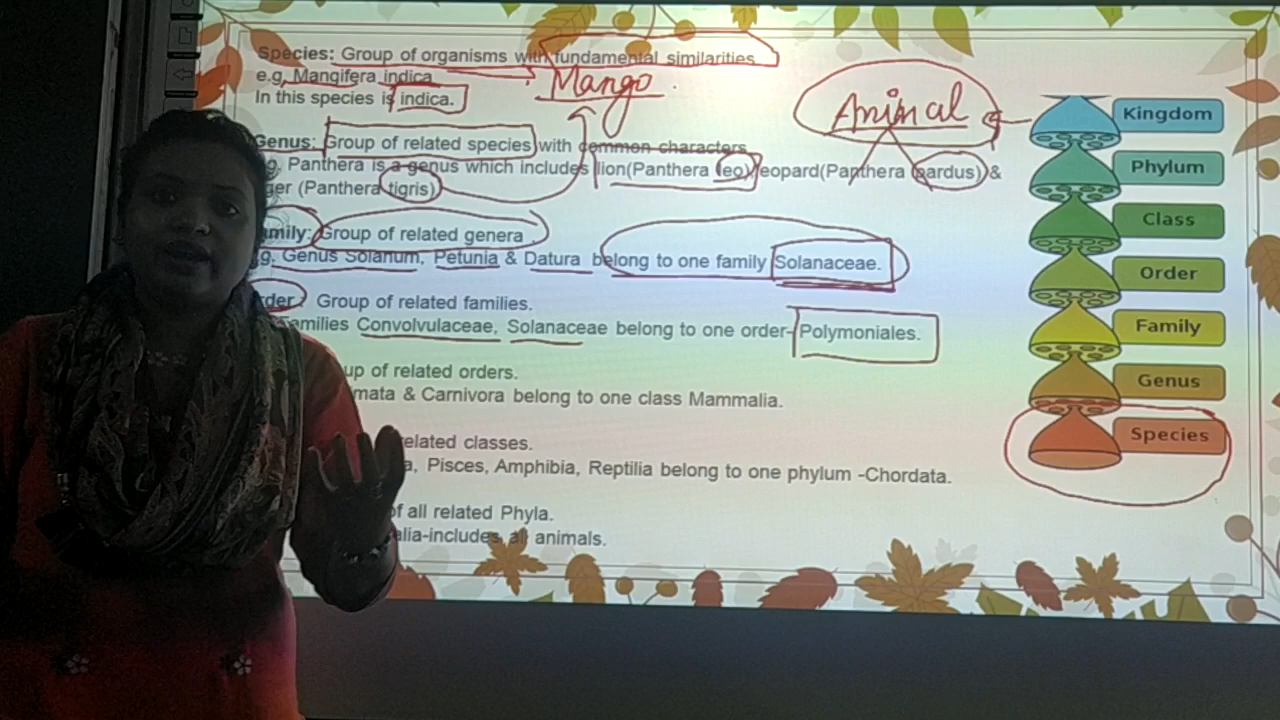 Species: Group of organisms with fundamental similarities
e.g, Mangifera indica
Mango
In this species is indica.
Animal
Genus: Group of related species with common characters
g, Panthera is a genus which includes lion(Panthera leo) leopard(Panthera pardus) &
ger (Panthera tigris)
mily: Group of related genera
g. Genus Solanum, Petunia & Datura belong to one family Solanaceae.
rder: Group of related families.
amilies Convolvulaceae, Solanaceae belong to one order- Polymoniales.
up of related orders.
mata & Carnivora belong to one class Mammalia.
related classes.
a, Pisces, Amphibia, Reptilia belong to one phylum -Chordata.
of all related Phyla.
alia-includes all animals.
Kingdom
Phylum
Class
Order
Family
Genus
Species